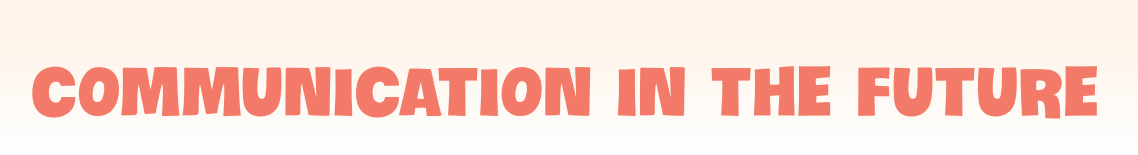 COMMUNICATION IN THE FUTURE